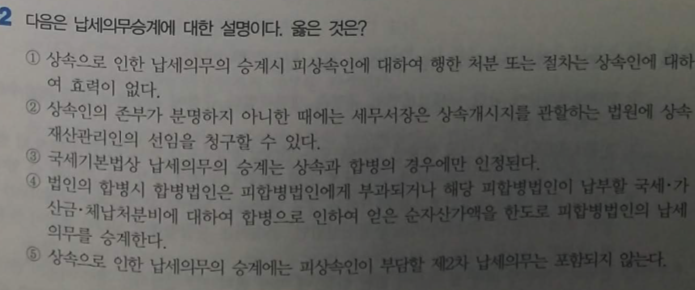 2 다음은 납세의무승계에 대한 설명이다. 옳은 것은?
① 상속으로 인한 납세의무의 승계시 피상속인에 대하여 행한 처분 또는 절차는 상속인에 대하
여 효력이 없다.
② 상속인의 존부가 분명하지 아니한 때에는 세무서장은 상속개시지를 관할하는 법원에 상속
재산관리인의 선임을 청구할 수 있다.
③ 국세기본법상 납세의무의 승계는 상속과 합병의 경우에만 인정된다.
④ 법인의 합병시 합병법인은 피합병법인에게 부과되거나 해당 피합병법인이 납부할 국세·가
산금·체납처분비에 대하여 합병으로 인하여 얻은 순자산가액을 한도로 피합병법인의 납세
의무를 승계한다.
⑤ 상속으로 인한 납세의무의 승계에는 피상속인이 부담할 제2차 납세의무는 포함되지 않는다.